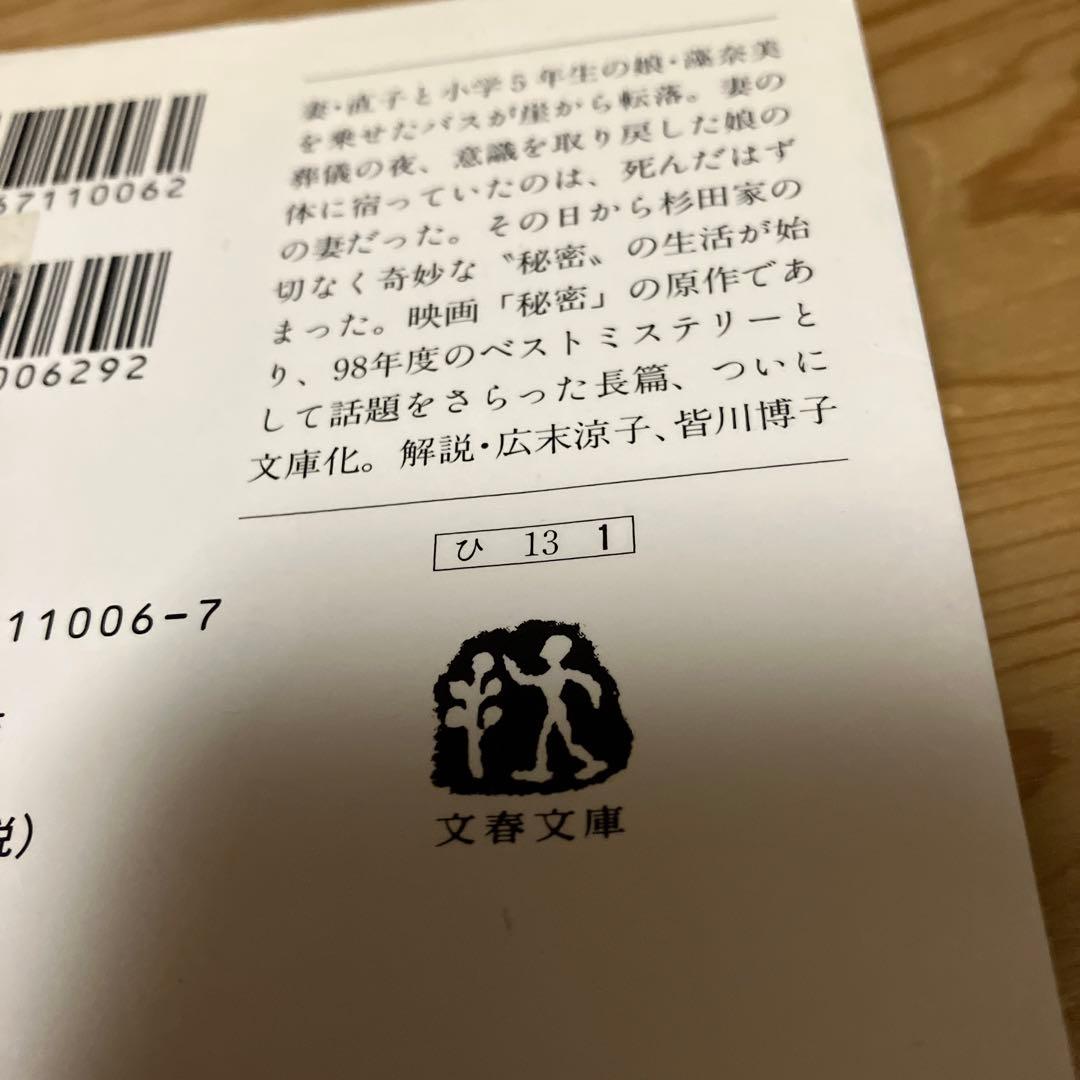 妻・直子と小学5年生の娘・藻奈美
を乗せたバスが崖から転落。妻の
葬儀の夜、意識を取り戻した娘の
体に宿っていたのは、死んだはず
の妻だった。その日から杉田家の
切なく奇妙な〝秘密〟の生活が始
まった。映画「秘密」の原作であ
り、98年度のベストミステリーと
して話題をさらった長篇、ついに
文庫化。解説・広末涼子、皆川博子
67110062
006292
ひ 13 1
11006-7
説)
文春文庫